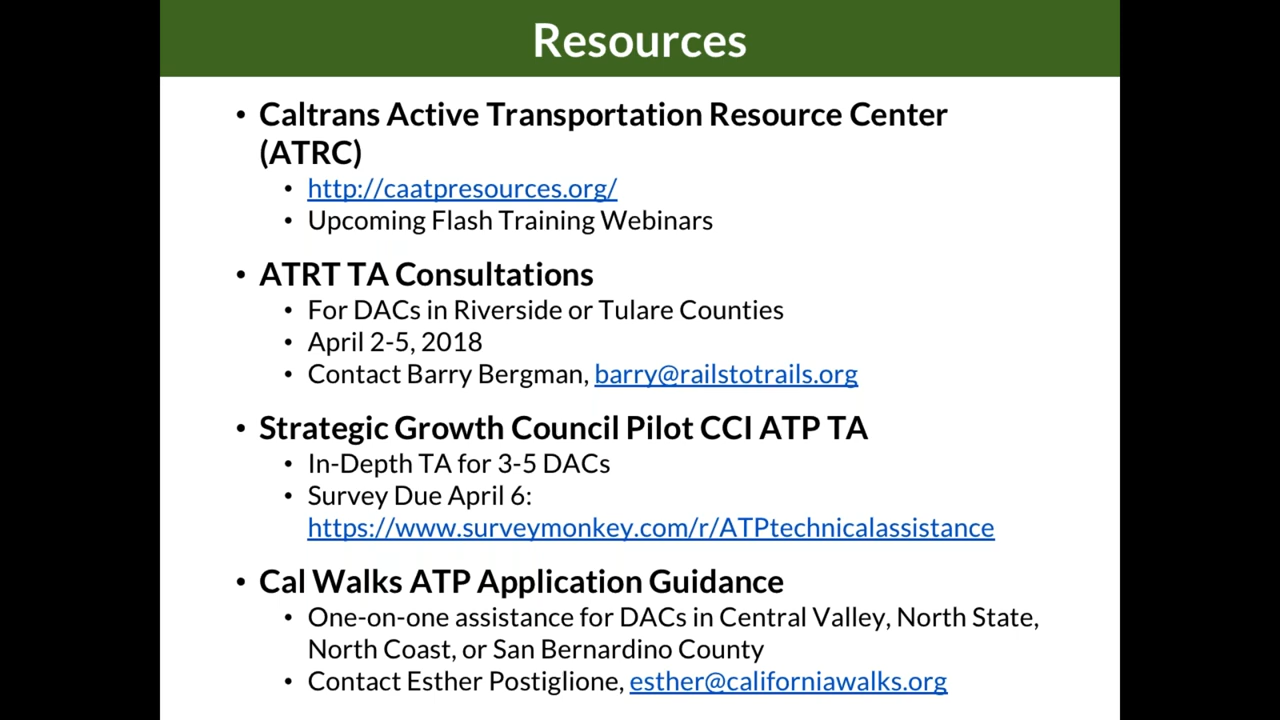 Resources
• Caltrans Active Transportation Resource Center
(ATRC)
• http://caatpresources.org/
• Upcoming Flash Training Webinars
• ATRT TA Consultations
• For DACs in Riverside or Tulare Counties
• April 2-5, 2018
• Contact Barry Bergman, barry@railstotrails.org
• Strategic Growth Council Pilot CCI ATP TA
• In-Depth TA for 3-5 DACs
• Survey Due April 6:
https://www.surveymonkey.com/r/ATPtechnicalassistance
• Cal Walks ATP Application Guidance
• One-on-one assistance for DACs in Central Valley, North State,
North Coast, or San Bernardino County
• Contact Esther Postiglione, esther@californiawalks.org